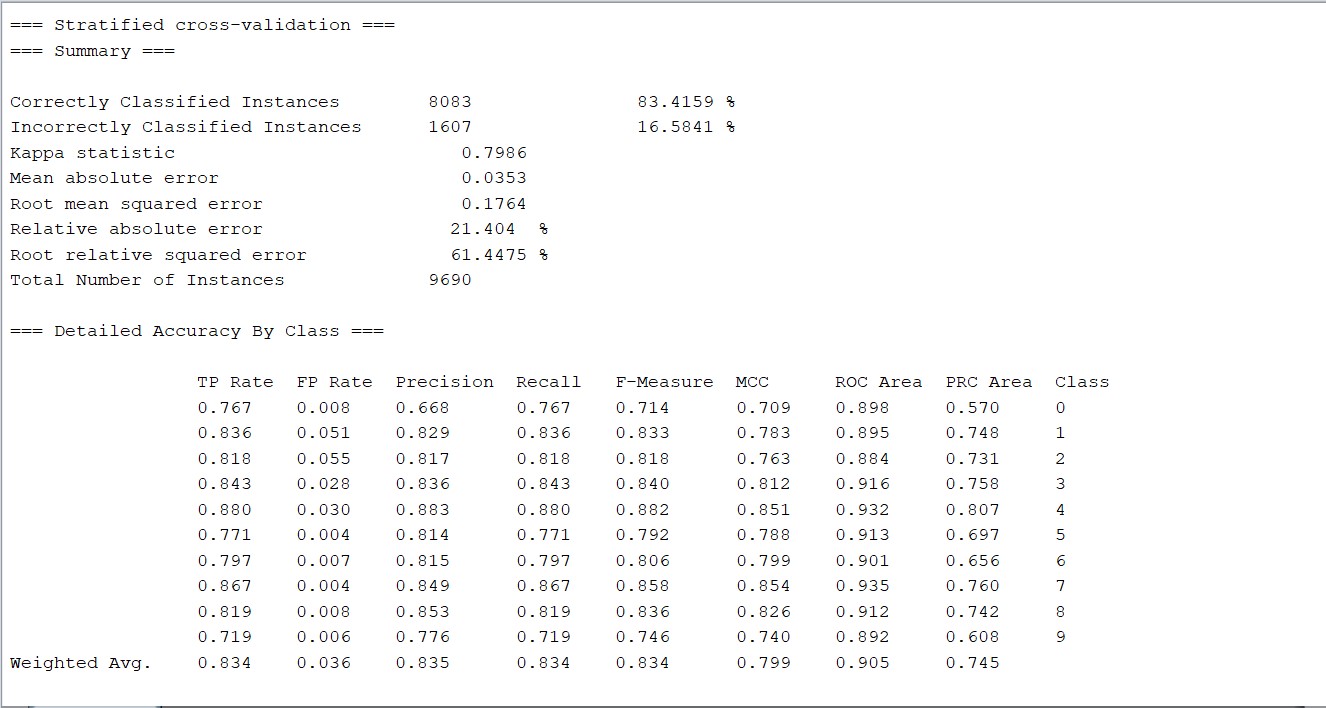 === Stratified cross-validation ===
=== Summary ===
Correctly Classified Instances 8083 83.4159 %
Incorrectly Classified Instances 1607 16.5841 %
Kappa statistic 0.7986
Mean absolute error 0.0353
Root mean squared error 0.1764
Relative absolute error 21.404 %
Root relative squared error 61.4475 %
Total Number of Instances 9690
=== Detailed Accuracy By Class ===
TP Rate FP Rate Precision Recall F-Measure MCC ROC Area PRC Area Class
0.767 0.008 0.668 0.767 0.714 0.709 0.898 0.570 0
0.836 0.051 0.829 0.836 0.833 0.783 0.895 0.748 1
0.818 0.055 0.817 0.818 0.818 0.763 0.884 0.731 2
0.843 0.028 0.836 0.843 0.840 0.812 0.916 0.758 3
0.880 0.030 0.883 0.880 0.882 0.851 0.932 0.807 4
0.771 0.004 0.814 0.771 0.792 0.788 0.913 0.697 5
0.797 0.007 0.815 0.797 0.806 0.799 0.901 0.656 6
0.867 0.004 0.849 0.867 0.858 0.854 0.935 0.760 7
0.819 0.008 0.853 0.819 0.836 0.826 0.912 0.742 8
0.719 0.006 0.776 0.719 0.746 0.740 0.892 0.608 9
Weighted Avg. 0.834 0.036 0.835 0.834 0.834 0.799 0.905 0.745